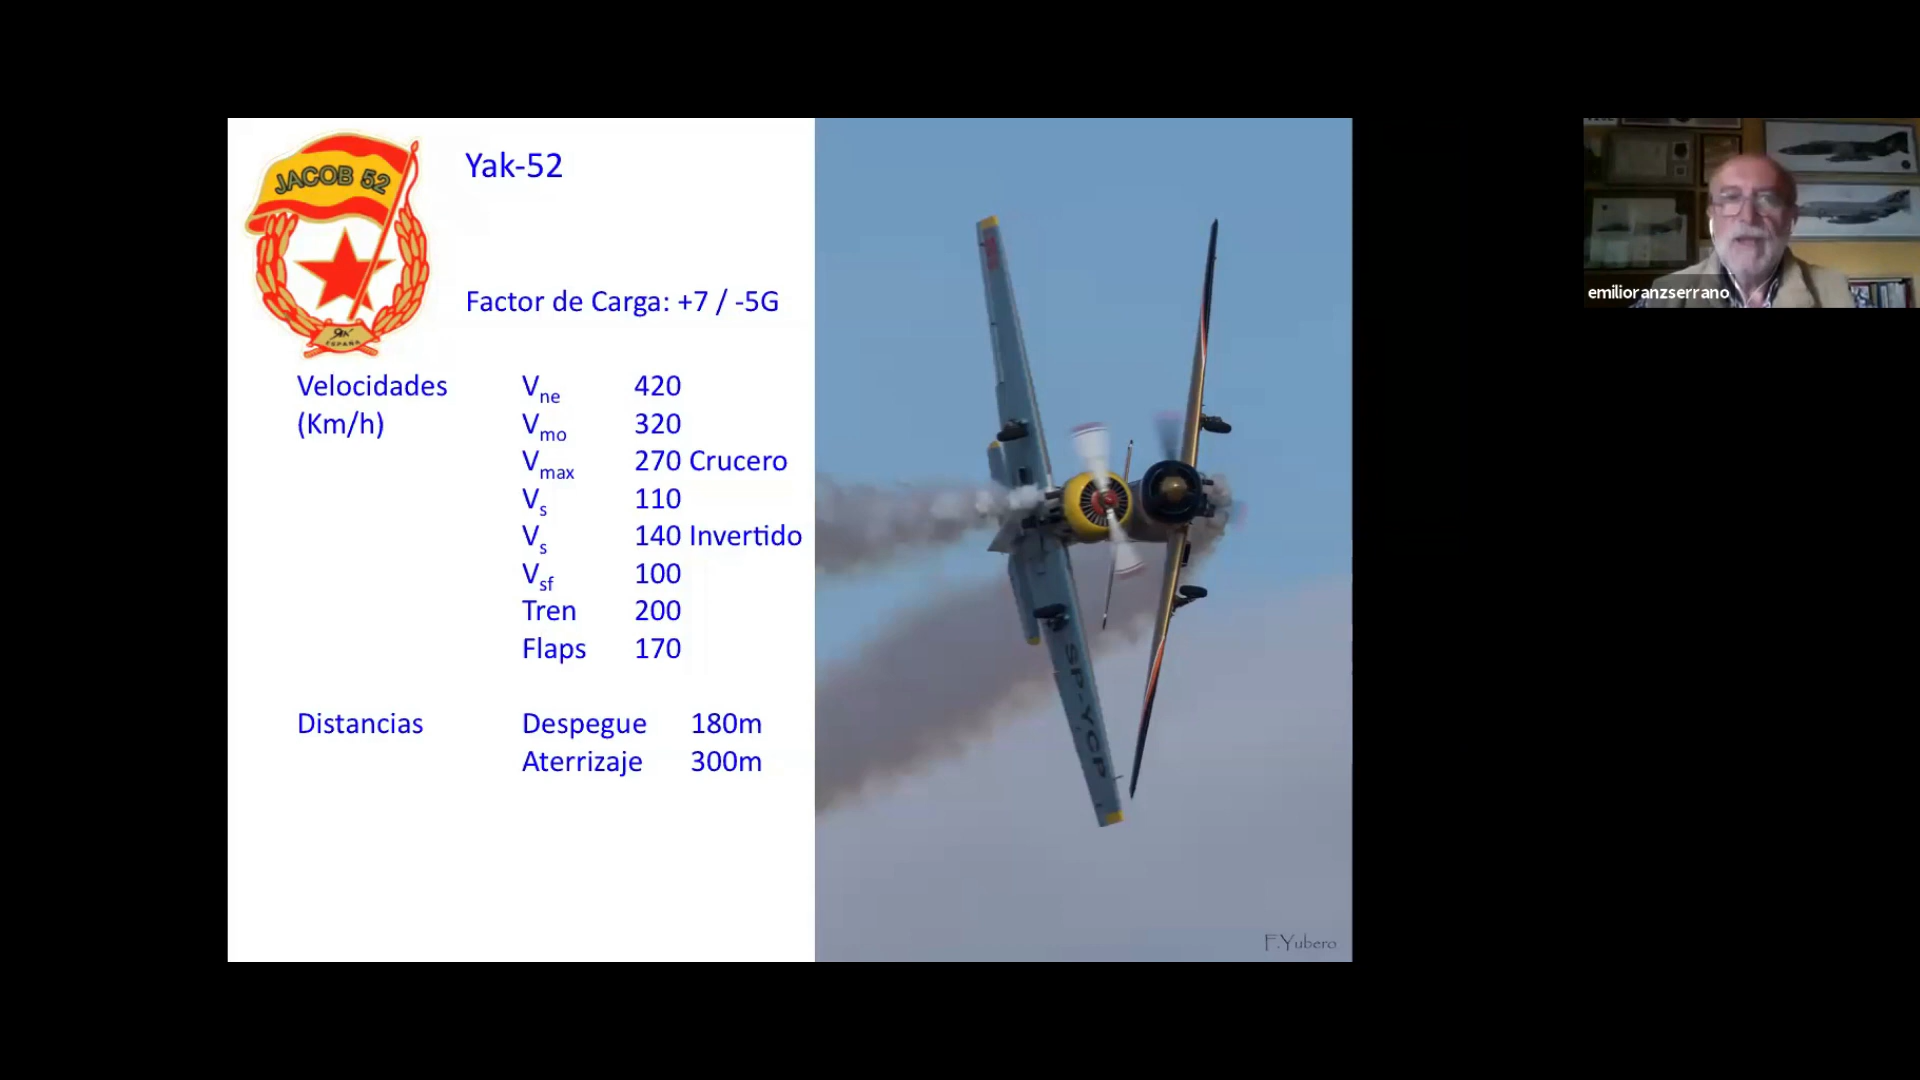 JACOB 52
ESPAÑA
Yak-52
Factor de Carga: +7 / -5G
Velocidades Vne 420
(Km/h) Vmo 320
Vmax 270 Crucero
Vs 110
Vs 140 Invertido
Vsf 100
Tren 200
Flaps 170
Distancias Despegue 180m
Aterrizaje 300m
SP-YCP
F.Yubero
emilioranzserrano